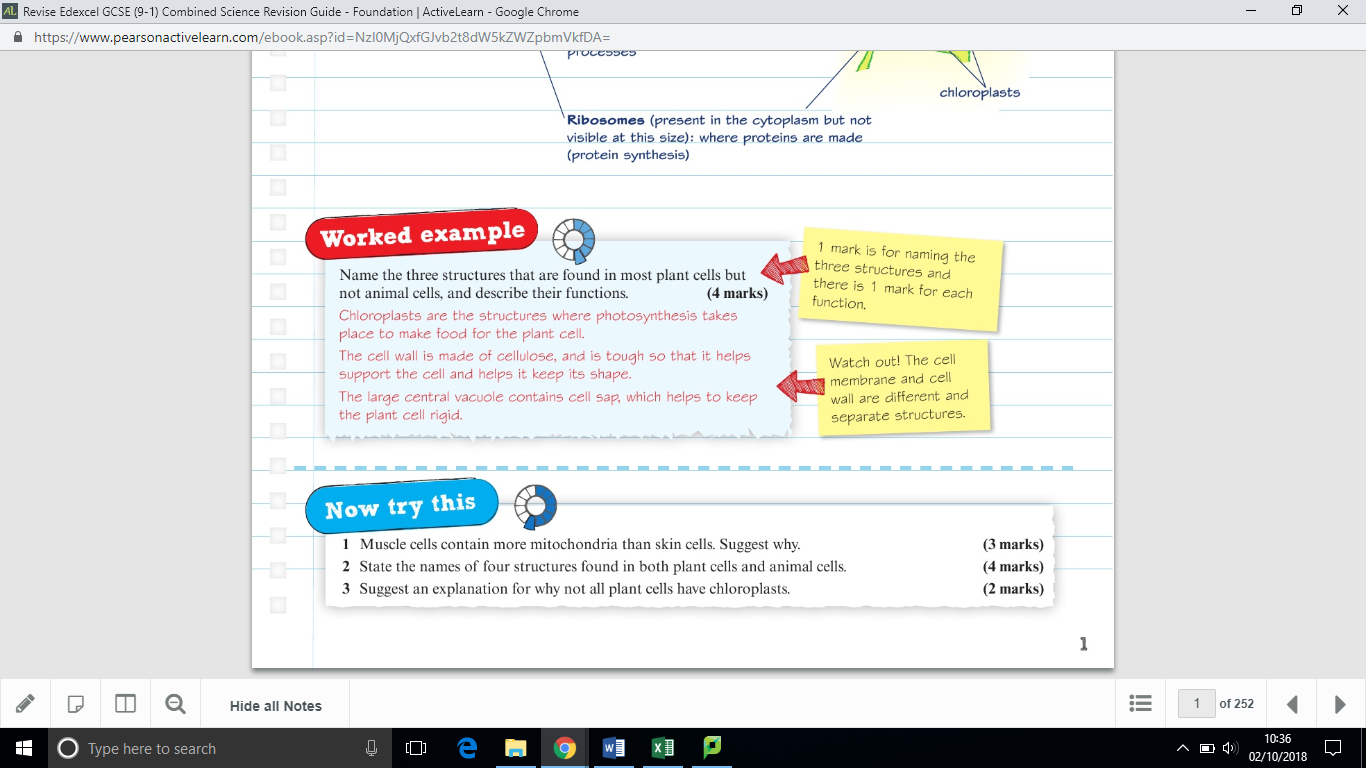 Revise Edexcel GCSE (9-1) Combined Science Revision Guide - Foundation | ActiveLearn - Google Chrome
https://www.pearsonactivelearn.com/ebook.asp?id=NzI0MjQxfGJvb2t8dW5kZWZpbmVkfDA=
processes
chloroplasts
Ribosomes (present in the cytoplasm but not
visible at this size): where proteins are made
(protein synthesis)
Worked example
Name the three structures that are found in most plant cells but
not animal cells, and describe their functions. (4 marks)
Chloroplasts are the structures where photosynthesis takes
place to make food for the plant cell.
The cell wall is made of cellulose, and is tough so that it helps
support the cell and helps it keep its shape.
The large central vacuole contains cell sap, which helps to keep
the plant cell rigid.
1 mark is for naming the
three structures and
there is 1 mark for each
function.
Watch out! The cell
membrane and cell
wall are different and
separate structures.
Now try this
1 Muscle cells contain more mitochondria than skin cells. Suggest why. (3 marks)
2 State the names of four structures found in both plant cells and animal cells. (4 marks)
3 Suggest an explanation for why not all plant cells have chloroplasts. (2 marks)
1
Hide all Notes
1 of 252
Type here to search
10:36
02/10/2018